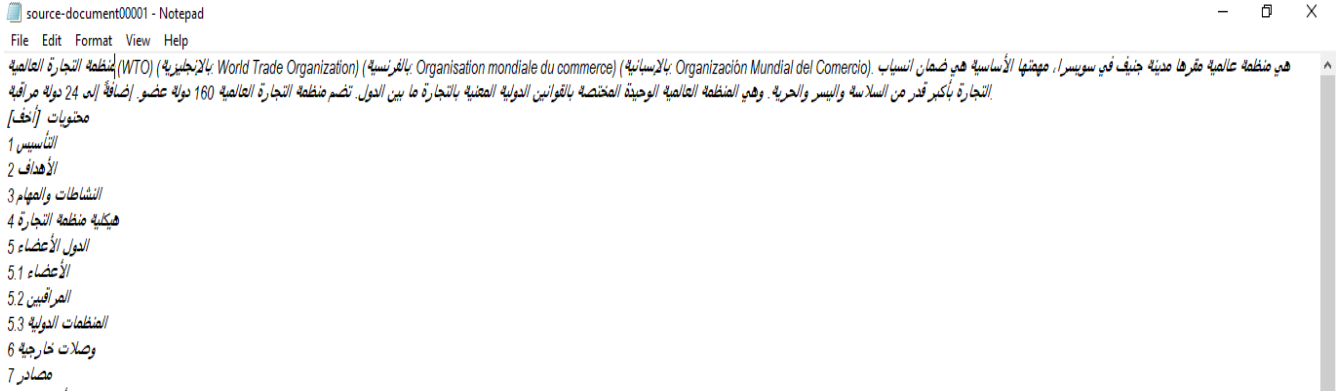 source-document00001 - Notepad
File Edit Format View Help
منظمة التجارة العالمية (WTO) (بالإنجليزية: World Trade Organization) (بالفرنسية: Organisation mondiale du commerce) (بالإسبانية: Organización Mundial del Comercio). هي منظمة عالمية مقرها مدينة جنيف في سويسرا، مهمتها الأساسية هي ضمان انسياب
التجارة بأكبر قدر من السلاسة واليسر والحرية. وهي المنظمة العالمية الوحيدة المختصة بالقوانين الدولية المعنية بالتجارة ما بين الدول. تضم منظمة التجارة العالمية 160 دولة عضو. إضافةً إلى 24 دولة مراقبة.
محتويات [أخف]
1 التأسيس
2 الأهداف
3 النشاطات والمهام
4 هيكلية منظمة التجارة
5 الدول الأعضاء
5.1 الأعضاء
5.2 المراقبين
5.3 المنظمات الدولية
6 وصلات خارجية
7 مصادر